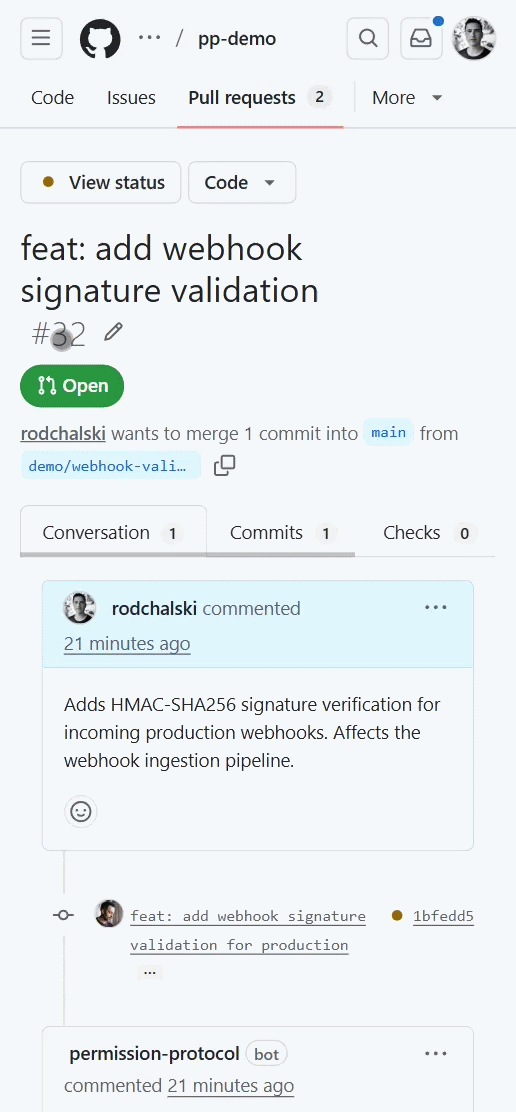 ··· / pp-demo
Code Issues Pull requests 2 More
View status Code
feat: add webhook
signature validation
#32
Open
rodchalski wants to merge 1 commit into main from
demo/webhook-vali…
Conversation 1 Commits 1 Checks 0
rodchalski commented
21 minutes ago
Adds HMAC-SHA256 signature verification for
incoming production webhooks. Affects the
webhook ingestion pipeline.
feat: add webhook signature 1bfedd5
validation for production
…
permission-protocol bot
commented 21 minutes ago